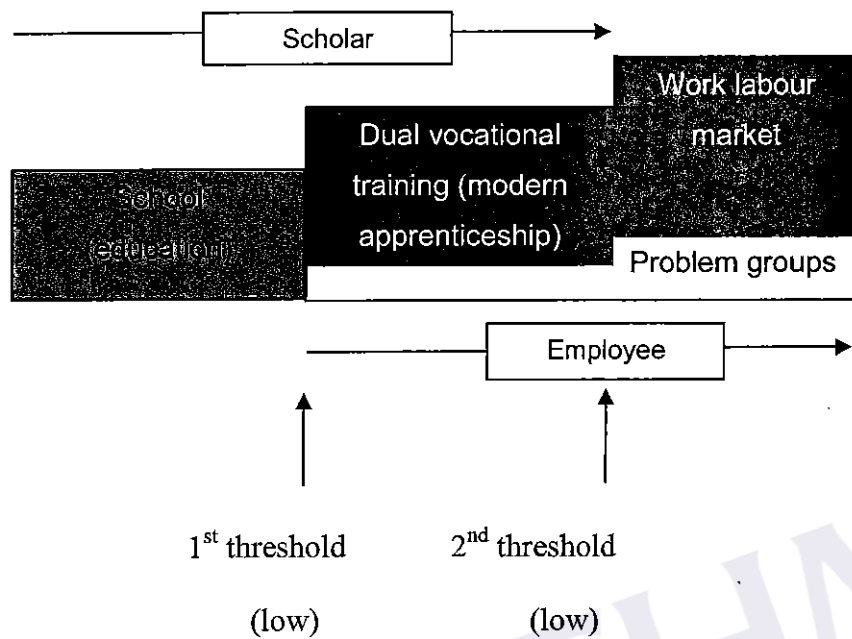 Scholar
Work labour
market
Dual vocational
training (modern
apprenticeship)
School
education
Problem groups
Employee
1st threshold
(low)
2nd threshold
(low)